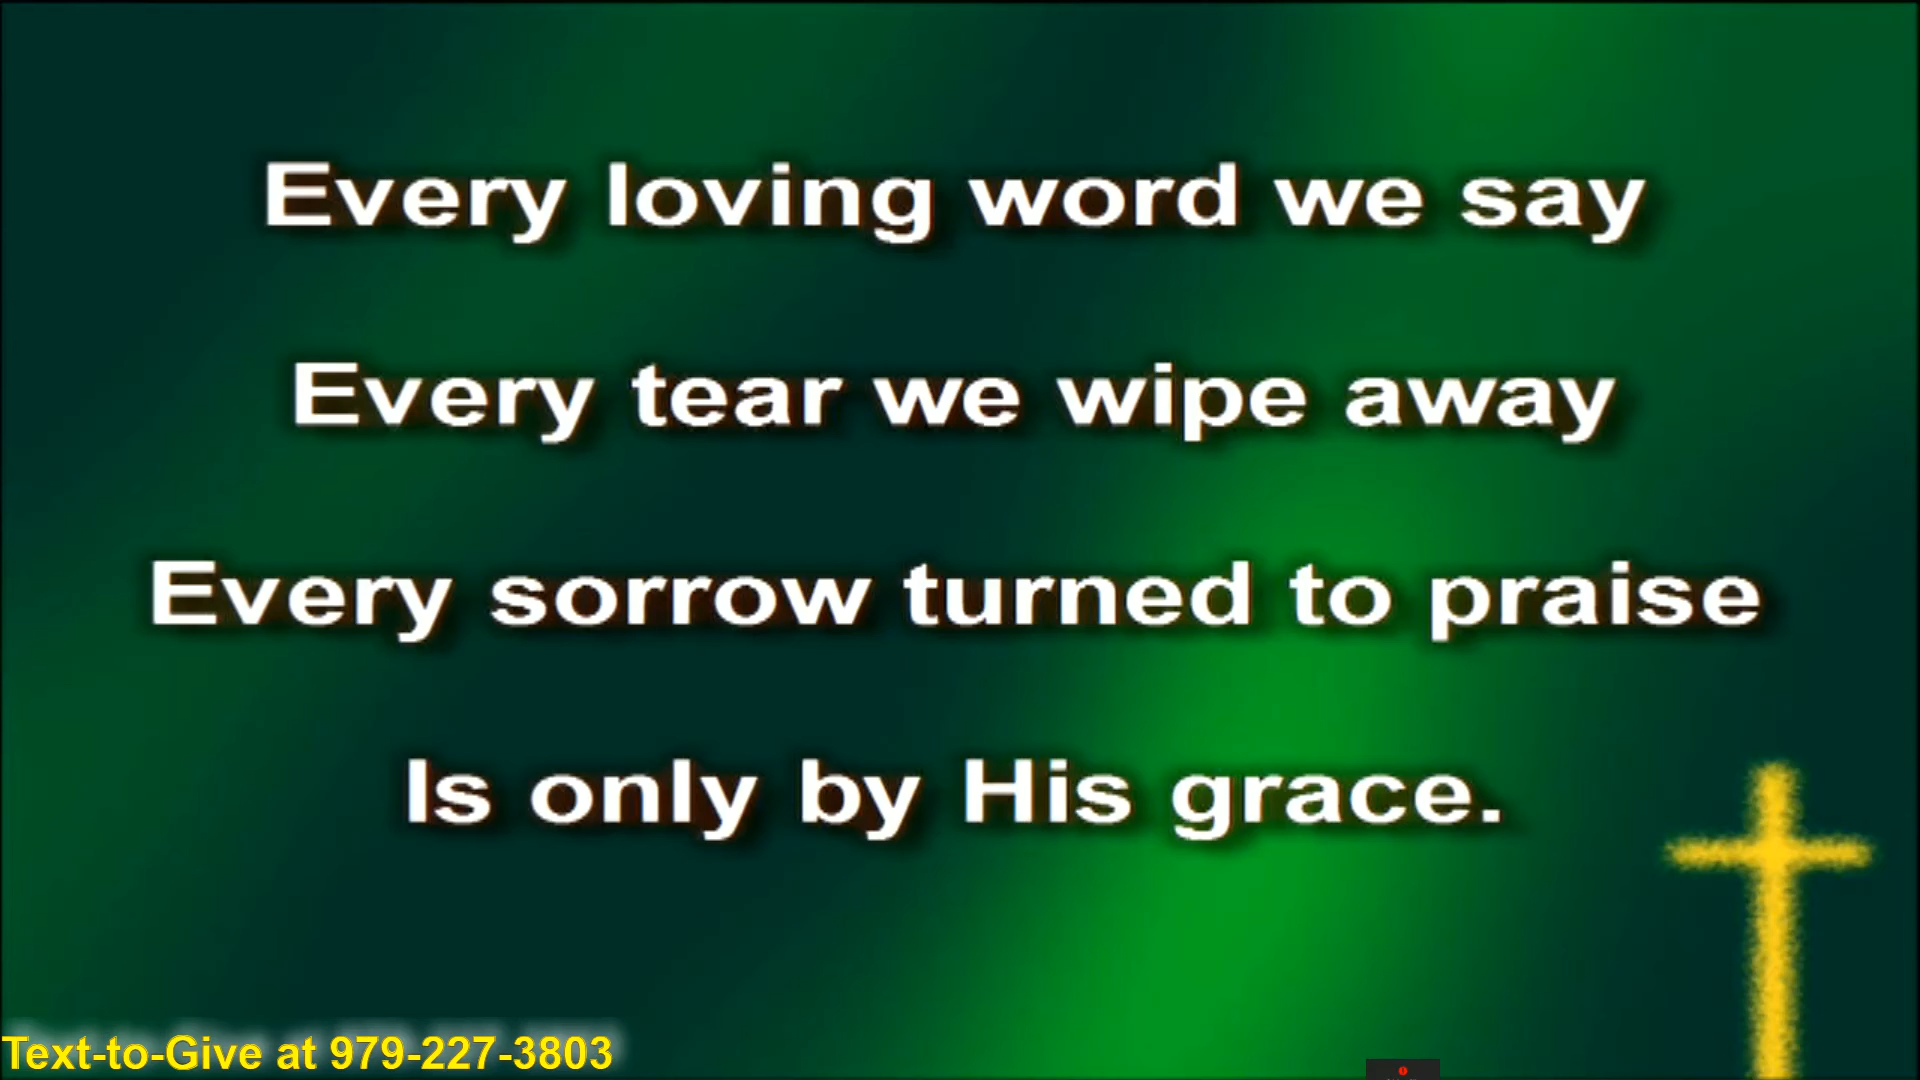 Every loving word we say
Every tear we wipe away
Every sorrow turned to praise
Is only by His grace.
Text-to-Give at 979-227-3803